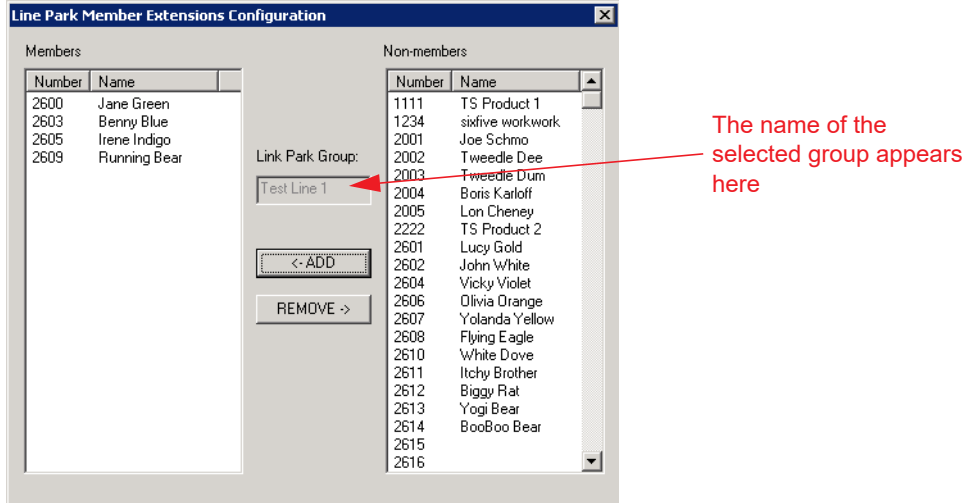 Line Park Member Extensions Configuration
Members
Number Name
2600 Jane Green
2603 Benny Blue
2605 Irene Indigo
2609 Running Bear
Link Park Group:
Test Line 1
<- ADD
REMOVE ->
Non-members
Number Name
1111 TS Product 1
1234 sixfive workwork
2001 Joe Schmo
2002 Tweedle Dee
2003 Tweedle Dum
2004 Boris Karloff
2005 Lon Cheney
2222 TS Product 2
2601 Lucy Gold
2602 John White
2604 Vicky Violet
2606 Olivia Orange
2607 Yolanda Yellow
2608 Flying Eagle
2610 White Dove
2611 Itchy Brother
2612 Biggy Rat
2613 Yogi Bear
2614 BooBoo Bear
2615
2616
The name of the
selected group appears
here